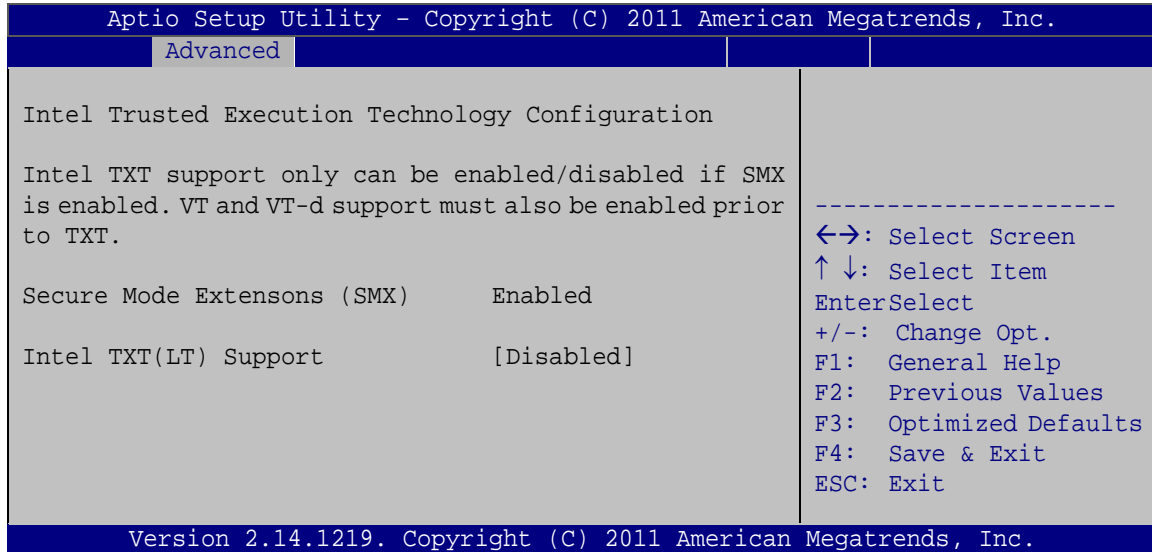 Aptio Setup Utility – Copyright (C) 2011 American Megatrends, Inc.
Advanced
Intel Trusted Execution Technology Configuration
Intel TXT support only can be enabled/disabled if SMX
is enabled. VT and VT-d support must also be enabled prior
to TXT.
Secure Mode Extensons (SMX) Enabled
Intel TXT(LT) Support [Disabled]
---------------------
←→: Select Screen
↑ ↓: Select Item
EnterSelect
+/-: Change Opt.
F1: General Help
F2: Previous Values
F3: Optimized Defaults
F4: Save & Exit
ESC: Exit
Version 2.14.1219. Copyright (C) 2011 American Megatrends, Inc.